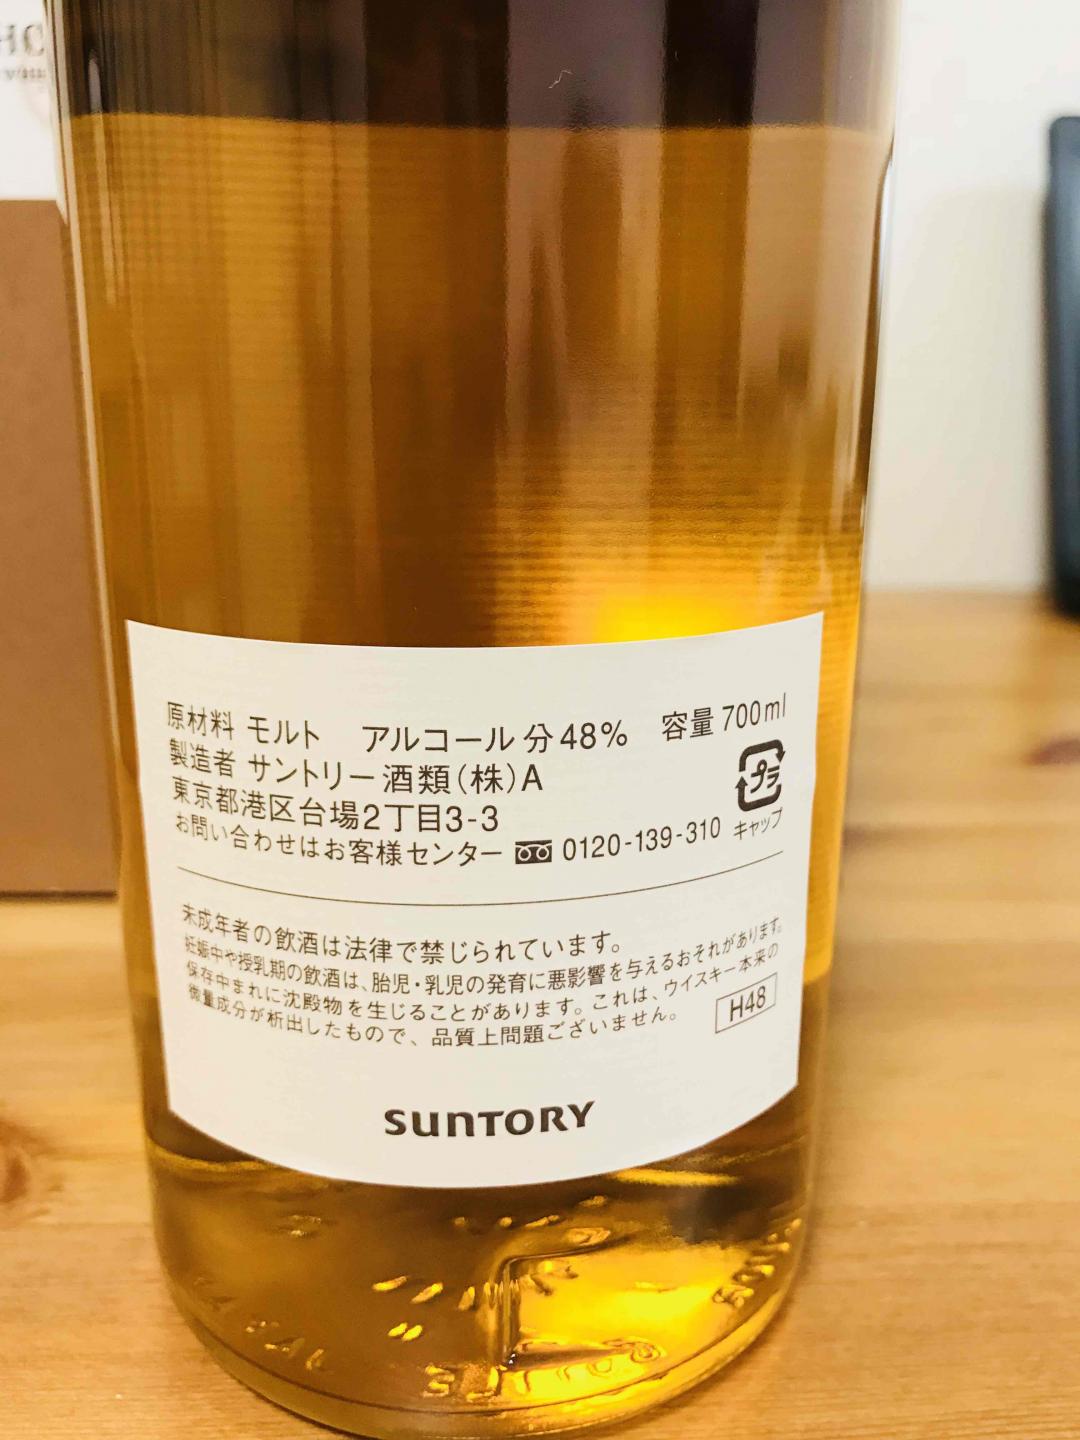 原材料 モルト アルコール分48% 容量700ml
製造者 サントリー酒類(株)A
東京都港区台場2丁目3-3
プラ
キャップ
お問い合わせはお客様センター 0120-139-310
未成年者の飲酒は法律で禁じられています。
妊娠中や授乳期の飲酒は、胎児・乳児の発育に悪影響を与えるおそれがあります。
保存中まれに沈殿物を生じることがあります。これは、ウイスキー本来の
微量成分が析出したもので、品質上問題ございません。
H48
SUNTORY